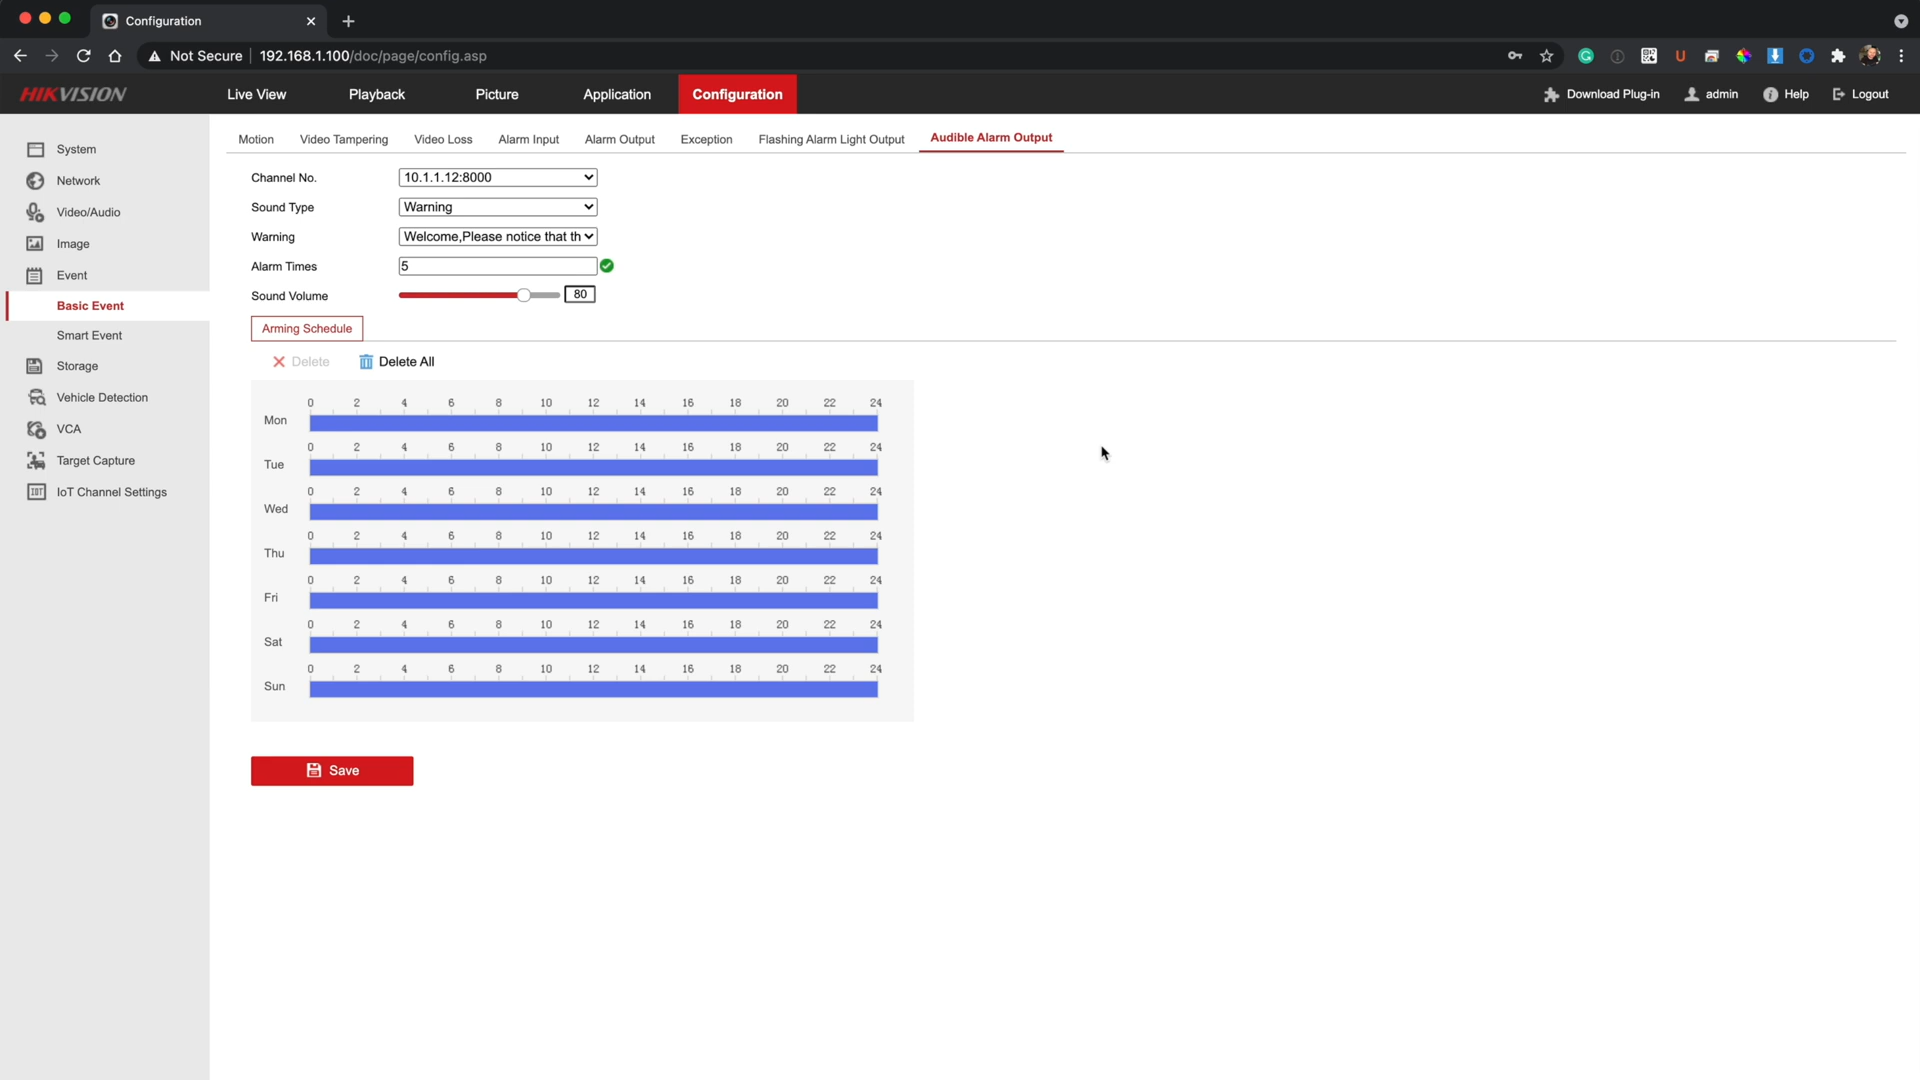 Configuration
Not Secure 192.168.1.100/doc/page/config.asp
HIKVISION Live View Playback Picture Application Configuration Download Plug-in admin Help Logout
System
Network
Video/Audio
Image
Event
Basic Event
Smart Event
Storage
Vehicle Detection
VCA
Target Capture
IoT Channel Settings
Motion Video Tampering Video Loss Alarm Input Alarm Output Exception Flashing Alarm Light Output Audible Alarm Output
Channel No. 10.1.1.12:8000
Sound Type Warning
Warning Welcome,Please notice that th
Alarm Times 5
Sound Volume 80
Arming Schedule
Delete Delete All
0 2 4 6 8 10 12 14 16 18 20 22 24
Mon
0 2 4 6 8 10 12 14 16 18 20 22 24
Tue
0 2 4 6 8 10 12 14 16 18 20 22 24
Wed
0 2 4 6 8 10 12 14 16 18 20 22 24
Thu
0 2 4 6 8 10 12 14 16 18 20 22 24
Fri
0 2 4 6 8 10 12 14 16 18 20 22 24
Sat
0 2 4 6 8 10 12 14 16 18 20 22 24
Sun
Save